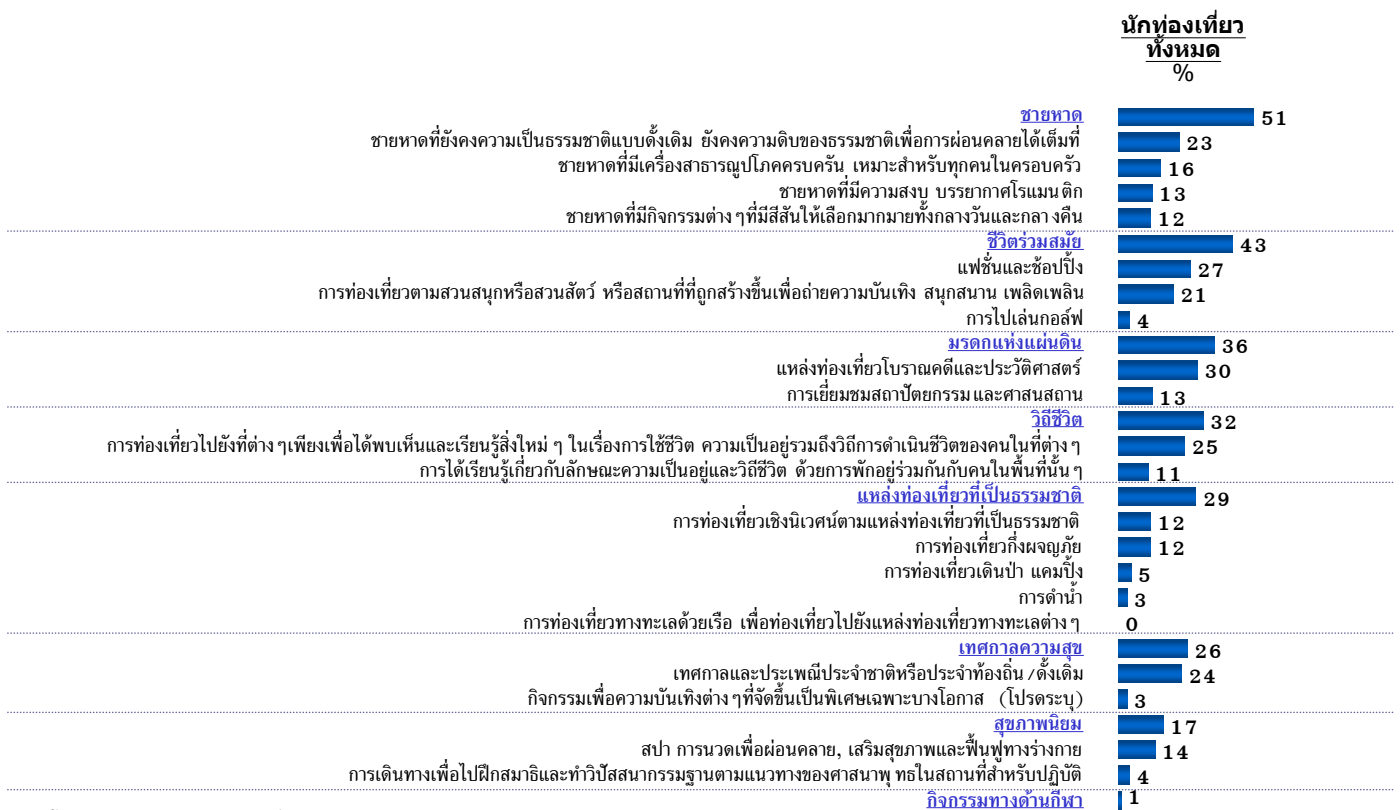 นักท่องเที่ยว
ทั้งหมด
%
ชายหาด 51
ชายหาดที่ยังคงความเป็นธรรมชาติแบบดั้งเดิม ยังคงความดิบของธรรมชาติเพื่อการผ่อนคลายได้เต็มที่ 23
ชายหาดที่มีเครื่องสาธารณูปโภคครบครัน เหมาะสำหรับทุกคนในครอบครัว 16
ชายหาดที่มีความสงบ บรรยากาศโรแมนติก 13
ชายหาดที่มีกิจกรรมต่างๆที่มีสีสันให้เลือกมากมายทั้งกลางวันและกลางคืน 12
ชีวิตร่วมสมัย 43
แฟชั่นและช้อปปิ้ง 27
การท่องเที่ยวตามสวนสนุกหรือสวนสัตว์ หรือสถานที่ที่ถูกสร้างขึ้นเพื่อถ่ายความบันเทิง สนุกสนาน เพลิดเพลิน 21
การไปเล่นกอล์ฟ 4
มรดกแห่งแผ่นดิน 36
แหล่งท่องเที่ยวโบราณคดีและประวัติศาสตร์ 30
การเยี่ยมชมสถาปัตยกรรมและศาสนสถาน 13
วิถีชีวิต 32
การท่องเที่ยวไปยังที่ต่างๆเพียงเพื่อได้พบเห็นและเรียนรู้สิ่งใหม่ ๆ ในเรื่องการใช้ชีวิต ความเป็นอยู่รวมถึงวิถีการดำเนินชีวิตของคนในที่ต่างๆ 25
การได้เรียนรู้เกี่ยวกับลักษณะความเป็นอยู่และวิถีชีวิต ด้วยการพักอยู่ร่วมกันกับคนในพื้นที่นั้นๆ 11
แหล่งท่องเที่ยวที่เป็นธรรมชาติ 29
การท่องเที่ยวเชิงนิเวศน์ตามแหล่งท่องเที่ยวที่เป็นธรรมชาติ 12
การท่องเที่ยวกึ่งผจญภัย 12
การท่องเที่ยวเดินป่า แคมปิ้ง 5
การดำน้ำ 3
การท่องเที่ยวทางทะเลด้วยเรือ เพื่อท่องเที่ยวไปยังแหล่งท่องเที่ยวทางทะเลต่างๆ 0
เทศกาลความสุข 26
เทศกาลและประเพณีประจำชาติหรือประจำท้องถิ่น/ดั้งเดิม 24
กิจกรรมเพื่อความบันเทิงต่างๆที่จัดขึ้นเป็นพิเศษเฉพาะบางโอกาส (โปรดระบุ) 3
สุขภาพนิยม 17
สปา การนวดเพื่อผ่อนคลาย, เสริมสุขภาพและฟื้นฟูทางร่างกาย 14
การเดินทางเพื่อไปฝึกสมาธิและทำวิปัสสนากรรมฐานตามแนวทางของศาสนาพุทธในสถานที่สำหรับปฏิบัติ 4
กิจกรรมทางด้านกีฬา 1